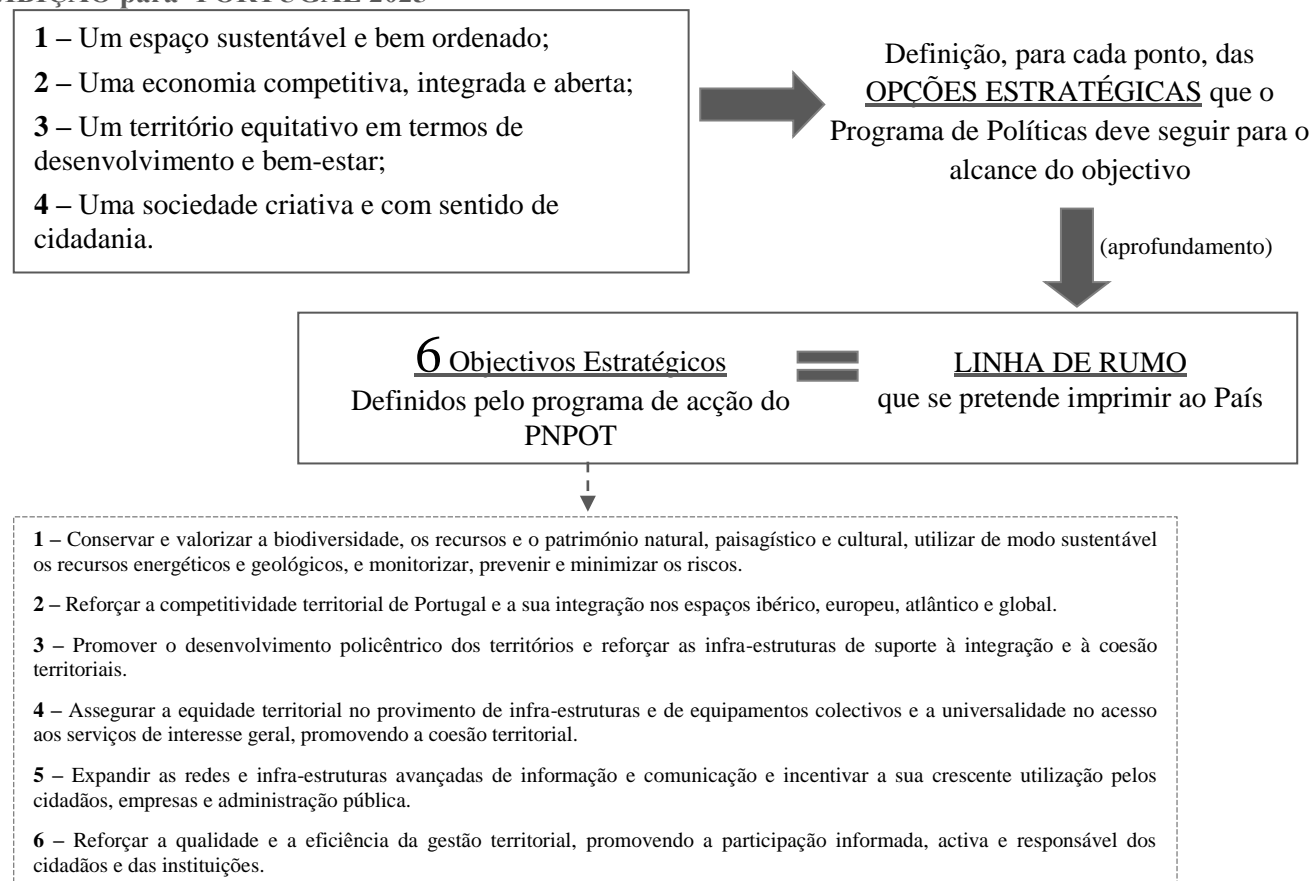 para PORTUGAL 2025
1 – Um espaço sustentável e bem ordenado;
2 – Uma economia competitiva, integrada e aberta;
3 – Um território equitativo em termos de
desenvolvimento e bem-estar;
4 – Uma sociedade criativa e com sentido de
cidadania.
Definição, para cada ponto, das
OPÇÕES ESTRATÉGICAS que o
Programa de Políticas deve seguir para o
alcance do objectivo
(aprofundamento)
6 Objectivos Estratégicos
Definidos pelo programa de acção do
PNPOT
LINHA DE RUMO
que se pretende imprimir ao País
1 – Conservar e valorizar a biodiversidade, os recursos e o património natural, paisagístico e cultural, utilizar de modo sustentável
os recursos energéticos e geológicos, e monitorizar, prevenir e minimizar os riscos.
2 – Reforçar a competitividade territorial de Portugal e a sua integração nos espaços ibérico, europeu, atlântico e global.
3 – Promover o desenvolvimento policêntrico dos territórios e reforçar as infra-estruturas de suporte à integração e à coesão
territoriais.
4 – Assegurar a equidade territorial no provimento de infra-estruturas e de equipamentos colectivos e a universalidade no acesso
aos serviços de interesse geral, promovendo a coesão territorial.
5 – Expandir as redes e infra-estruturas avançadas de informação e comunicação e incentivar a sua crescente utilização pelos
cidadãos, empresas e administração pública.
6 – Reforçar a qualidade e a eficiência da gestão territorial, promovendo a participação informada, activa e responsável dos
cidadãos e das instituições.